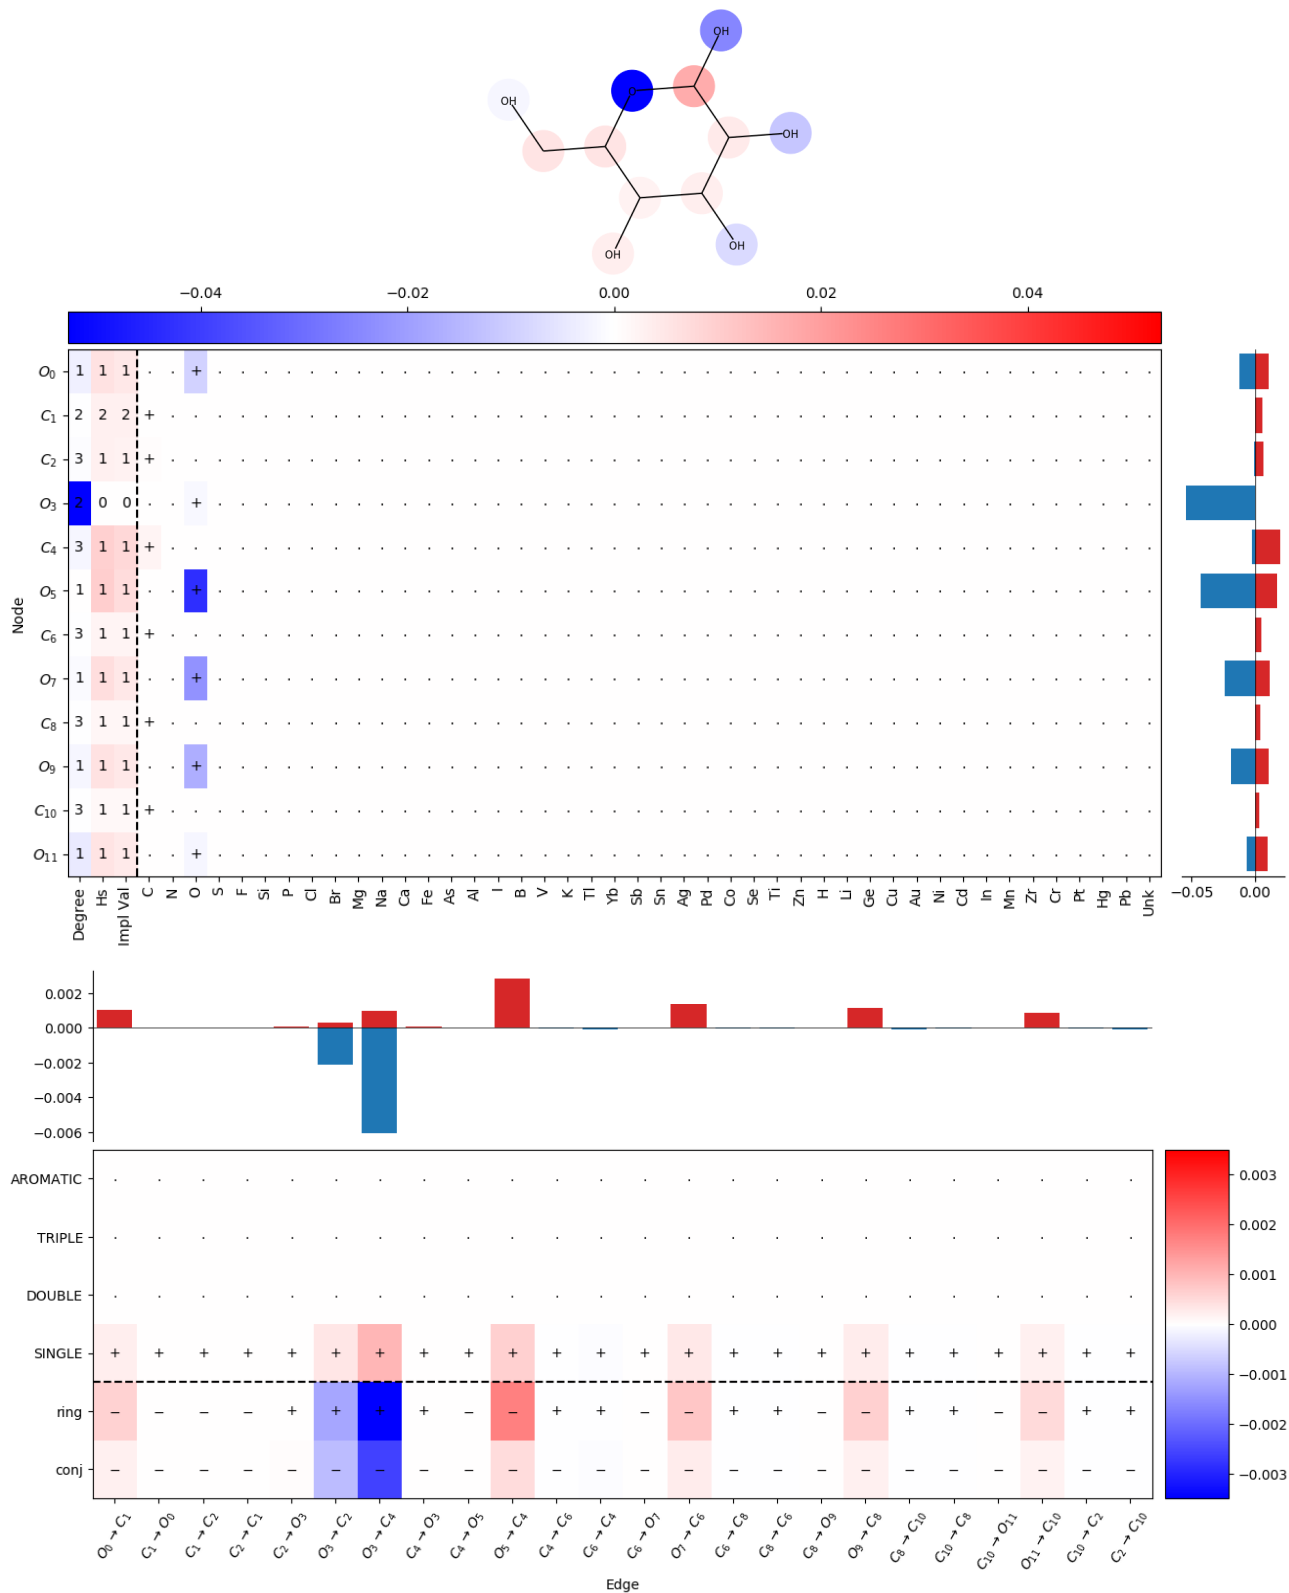 OH
OH
O
OH
OH
OH
−0.04 −0.02 0.00 0.02 0.04
Node
O0 1 1 1 . . + . . . . . . . . . . . . . . . . . . . . . . . . . . . . . . . . . . . . . . . . .
C1 2 2 2 + . . . . . . . . . . . . . . . . . . . . . . . . . . . . . . . . . . . . . . . . . . .
C2 3 1 1 + . . . . . . . . . . . . . . . . . . . . . . . . . . . . . . . . . . . . . . . . . . .
O3 2 0 0 . . + . . . . . . . . . . . . . . . . . . . . . . . . . . . . . . . . . . . . . . . . .
C4 3 1 1 + . . . . . . . . . . . . . . . . . . . . . . . . . . . . . . . . . . . . . . . . . . .
O5 1 1 1 . . + . . . . . . . . . . . . . . . . . . . . . . . . . . . . . . . . . . . . . . . . .
C6 3 1 1 + . . . . . . . . . . . . . . . . . . . . . . . . . . . . . . . . . . . . . . . . . . .
O7 1 1 1 . . + . . . . . . . . . . . . . . . . . . . . . . . . . . . . . . . . . . . . . . . . .
C8 3 1 1 + . . . . . . . . . . . . . . . . . . . . . . . . . . . . . . . . . . . . . . . . . . .
O9 1 1 1 . . + . . . . . . . . . . . . . . . . . . . . . . . . . . . . . . . . . . . . . . . . .
C10 3 1 1 + . . . . . . . . . . . . . . . . . . . . . . . . . . . . . . . . . . . . . . . . . . .
O11 1 1 1 . . + . . . . . . . . . . . . . . . . . . . . . . . . . . . . . . . . . . . . . . . . .
Degree Hs Impl Val C N O S F Si P Cl Br Mg Na Ca Fe As Al I B V K Tl Yb Sb Sn Ag Pd Co Se Ti Zn H Li Ge Cu Au Ni Cd In Mn Zr Cr Pt Hg Pb Unk
−0.05 0.00
0.002
0.000
−0.002
−0.004
−0.006
AROMATIC . . . . . . . . . . . . . . . . . . . . . . . .
TRIPLE . . . . . . . . . . . . . . . . . . . . . . . .
DOUBLE . . . . . . . . . . . . . . . . . . . . . . . .
SINGLE + + + + + + + + + + + + + + + + + + + + + + + +
ring − − − − + + + + − − + + − − + + − − + + − − + +
conj − − − − − − − − − − − − − − − − − − − − − − − −
0.003
0.002
0.001
0.000
−0.001
−0.002
−0.003
O0 → C1 C1 → O0 C1 → C2 C2 → C1 C2 → O3 O3 → C2 O3 → C4 C4 → O3 C4 → O5 O5 → C4 C4 → C6 C6 → C4 C6 → O7 O7 → C6 C6 → C8 C8 → C6 C8 → O9 O9 → C8 C8 → C10 C10 → C8 C10 → O11 O11 → C10 C10 → C2 C2 → C10
Edge